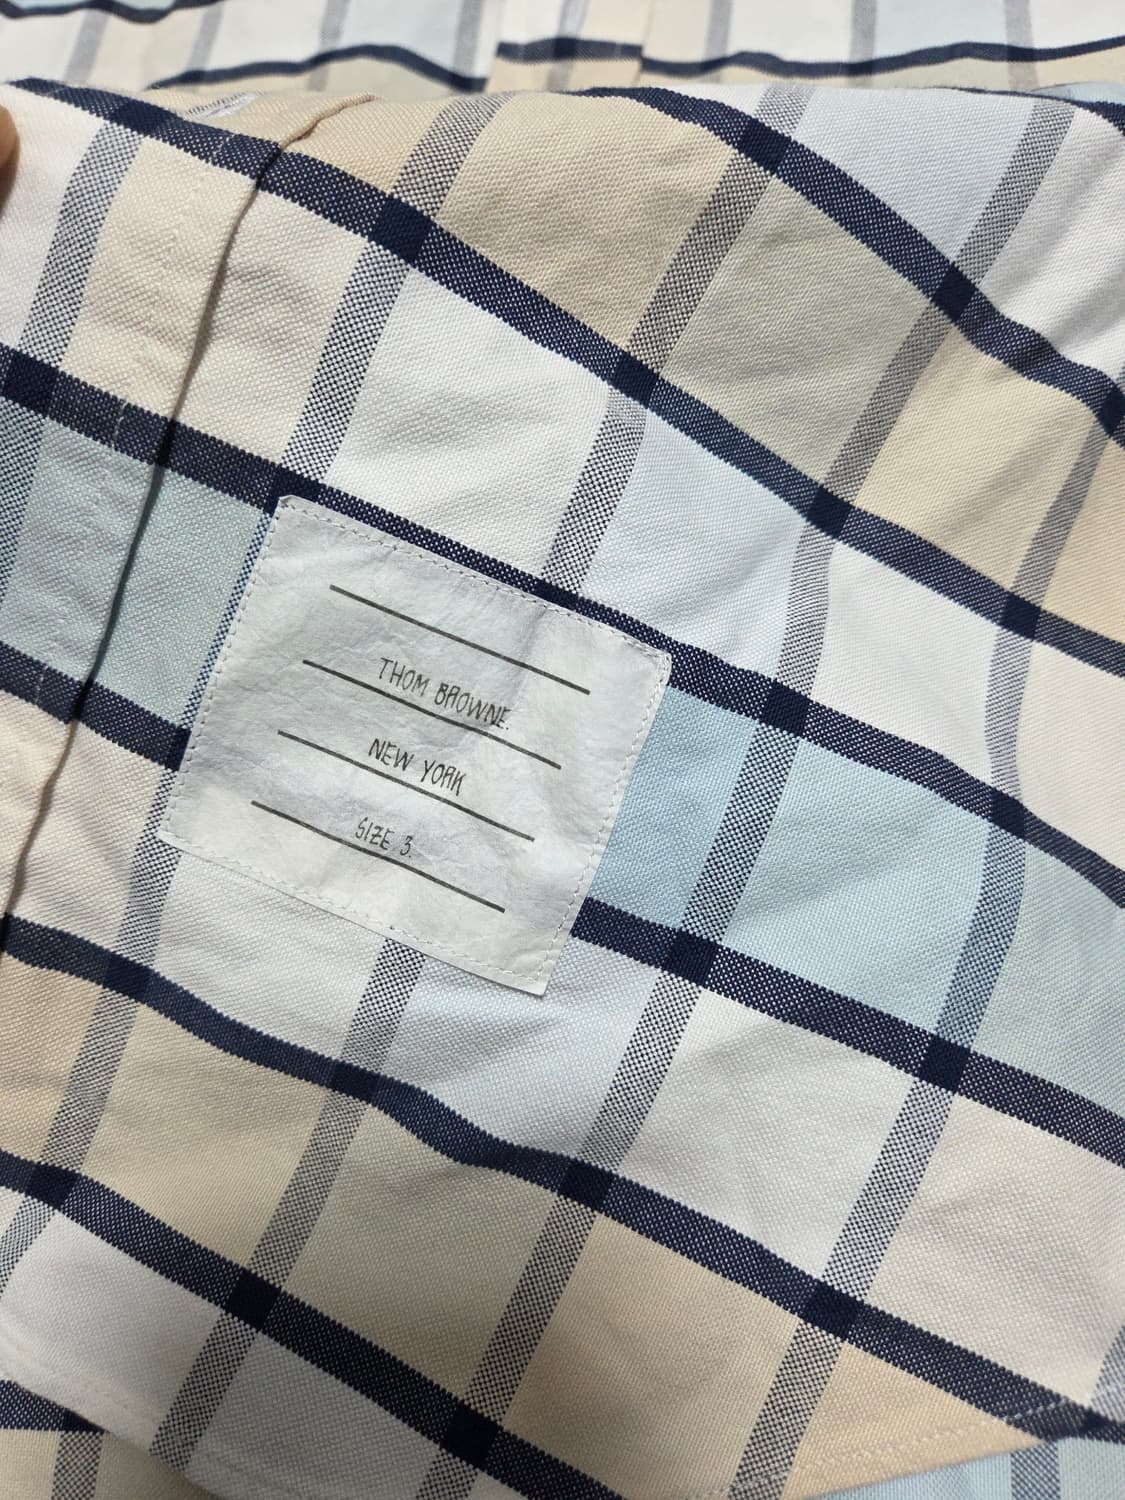 THOM BROWNE.
NEW YORK
SIZE 3.